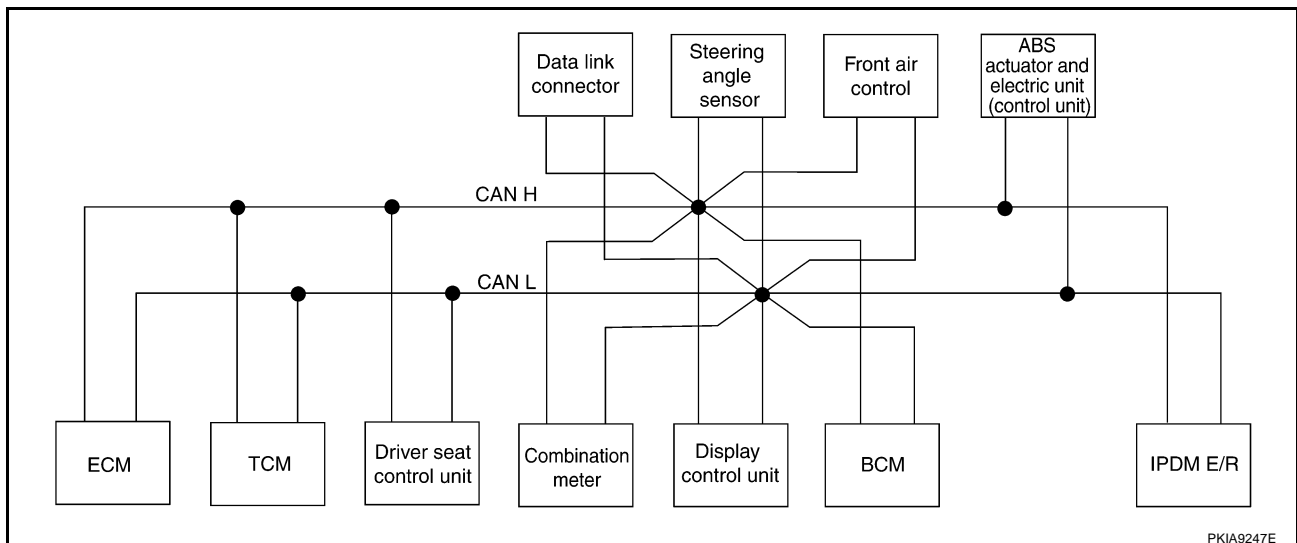 Data link
connector
Steering
angle
sensor
Front air
control
ABS
actuator and
electric unit
(control unit)
CAN H
CAN L
ECM
TCM
Driver seat
control unit
Combination
meter
Display
control unit
BCM
IPDM E/R
PKIA9247E